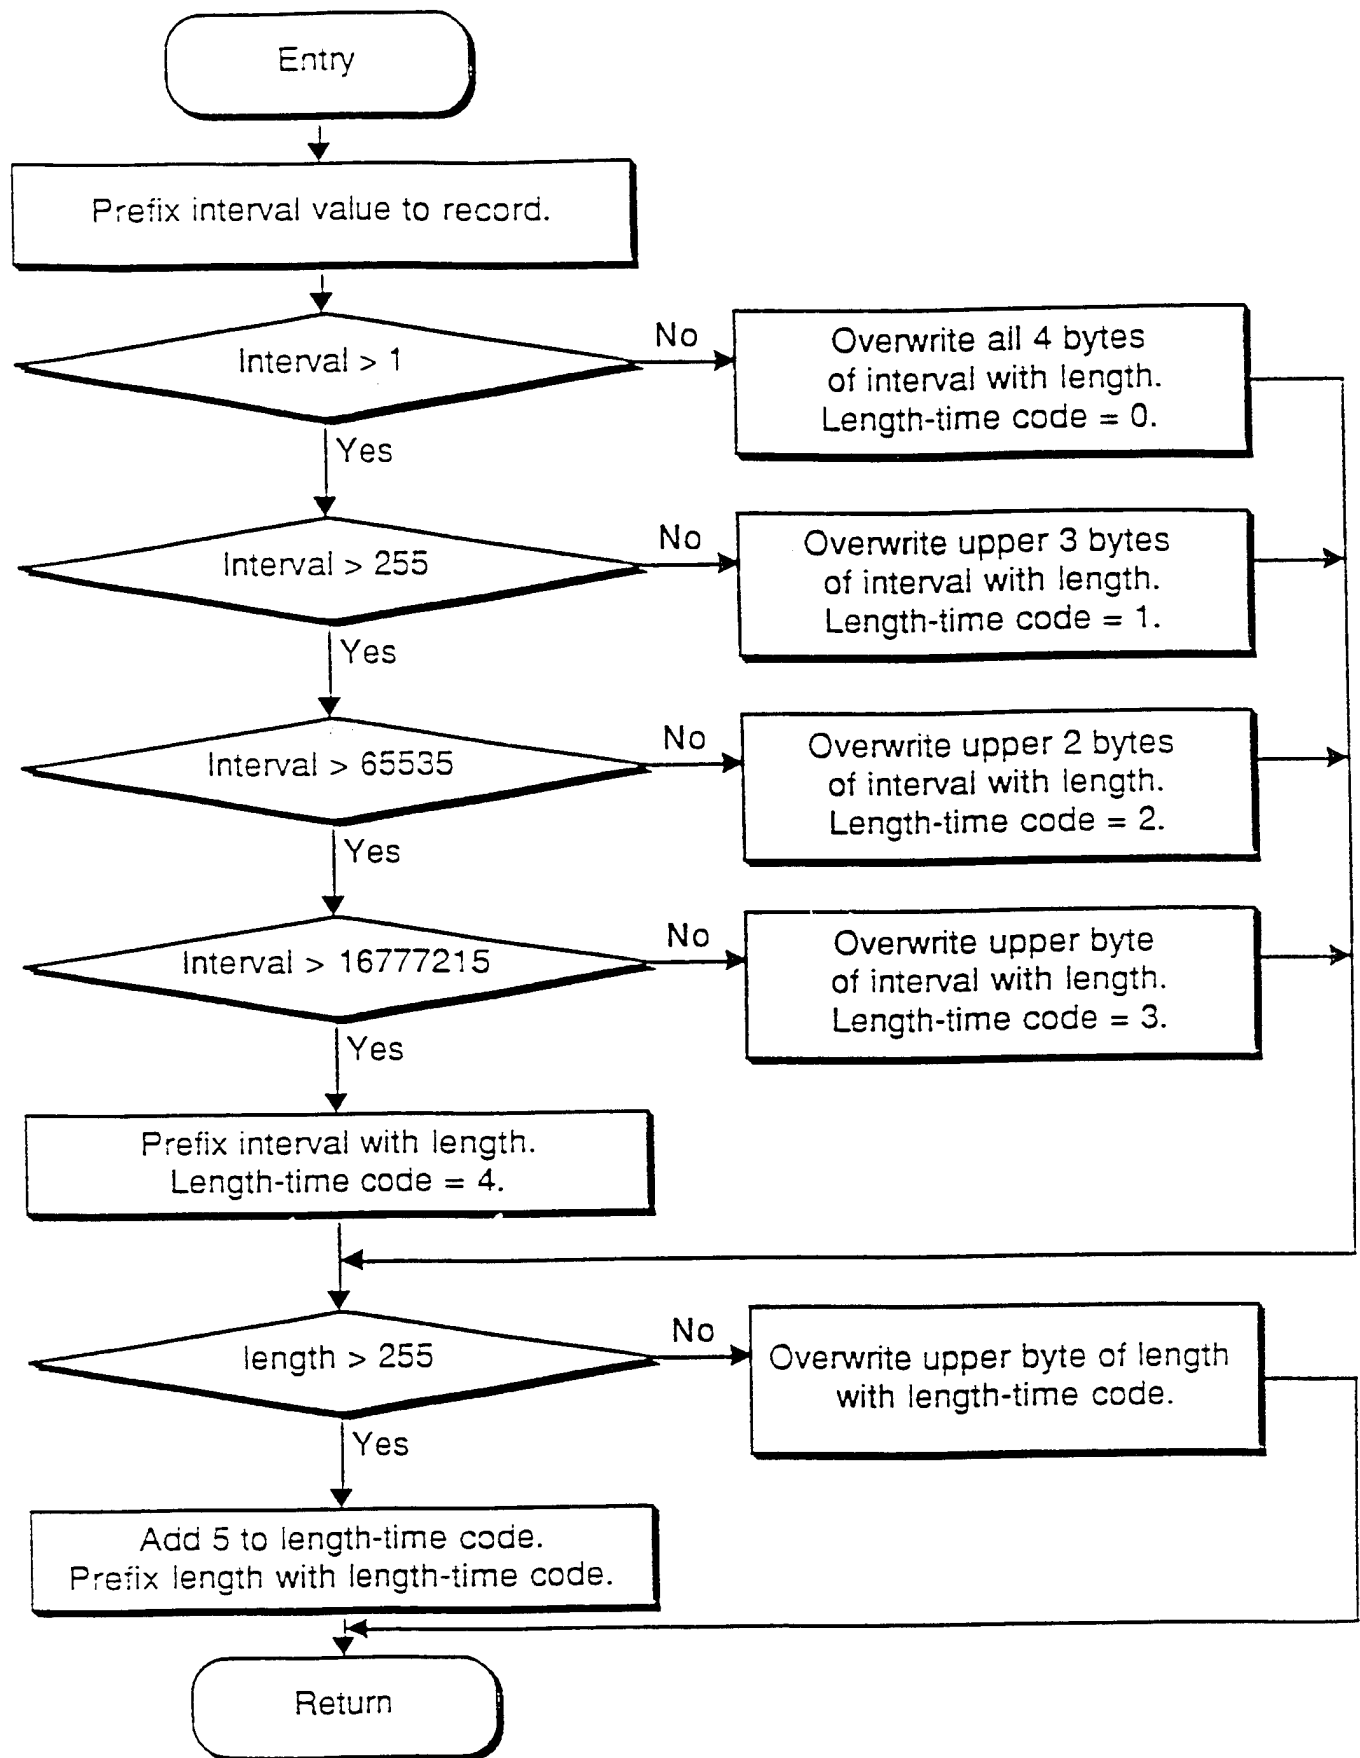 Entry
Prefix interval value to record.
Interval > 1
No
Overwrite all 4 bytes
of interval with length.
Length-time code = 0.
Yes
Interval > 255
No
Overwrite upper 3 bytes
of interval with length.
Length-time code = 1.
Yes
Interval > 65535
No
Overwrite upper 2 bytes
of interval with length.
Length-time code = 2.
Yes
Interval > 16777215
No
Overwrite upper byte
of interval with length.
Length-time code = 3.
Yes
Prefix interval with length.
Length-time code = 4.
length > 255
No
Overwrite upper byte of length
with length-time code.
Yes
Add 5 to length-time code.
Prefix length with length-time code.
Return